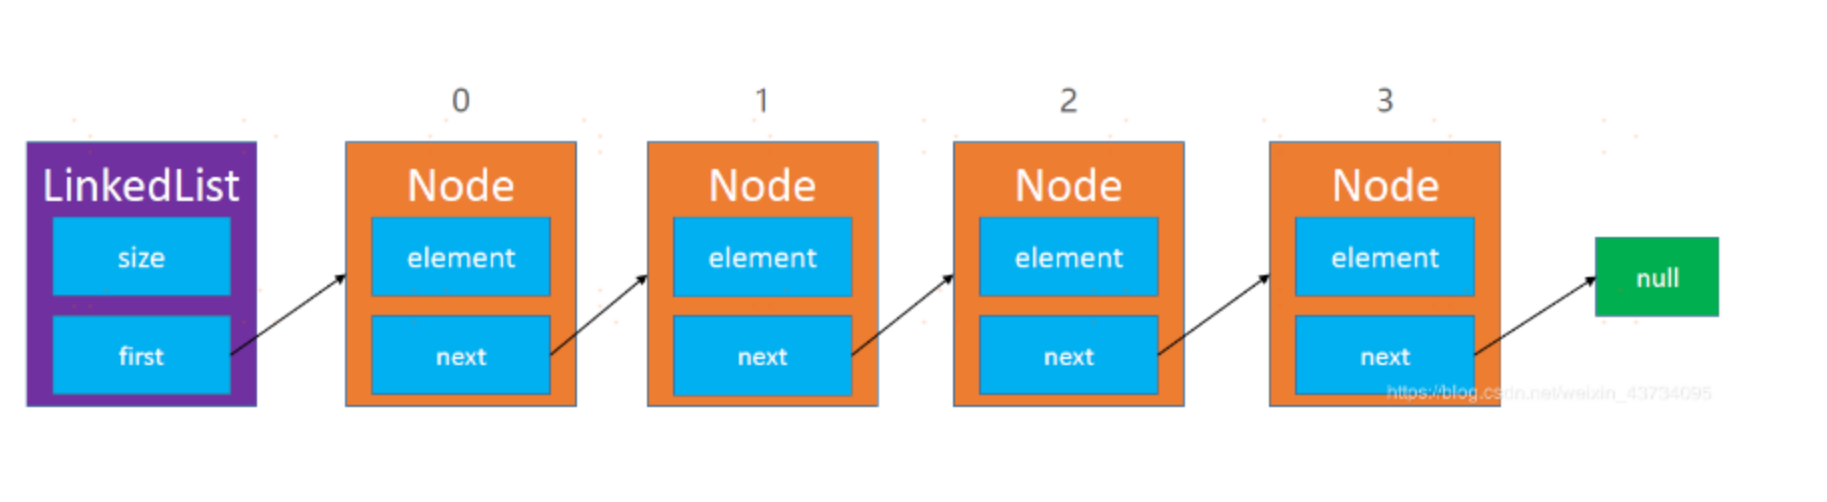 0 1 2 3
LinkedList Node Node Node Node
size element element element element null
first next next next next
https://blog.csdn.net/weixin_43734095